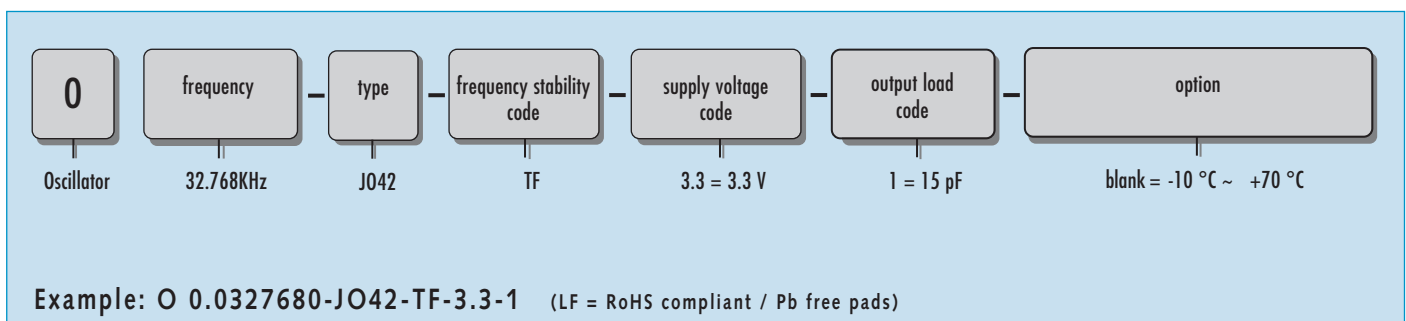 O
frequency
–
type
–
frequency stability
code
–
supply voltage
code
–
output load
code
–
option
Oscillator
32.768KHz
JO42
TF
3.3 = 3.3 V
1 = 15 pF
blank = -10 °C ~ +70 °C
Example: O 0.0327680-JO42-TF-3.3-1 (LF = RoHS compliant / Pb free pads)